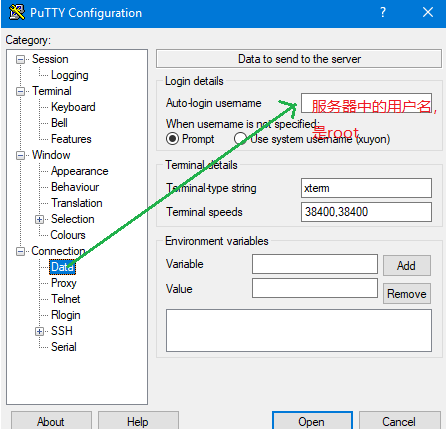 PuTTY Configuration
Category:
Session
Logging
Terminal
Keyboard
Bell
Features
Window
Appearance
Behaviour
Translation
Selection
Colours
Connection
Data
Proxy
Telnet
Rlogin
SSH
Serial
Data to send to the server
Login details
Auto-login username
服务器中的用户名，
是root
When username is not specified:
Prompt
Use system username (xuyon)
Terminal details
Terminal-type string
xterm
Terminal speeds
38400,38400
Environment variables
Variable
Add
Value
Remove
About
Help
Open
Cancel